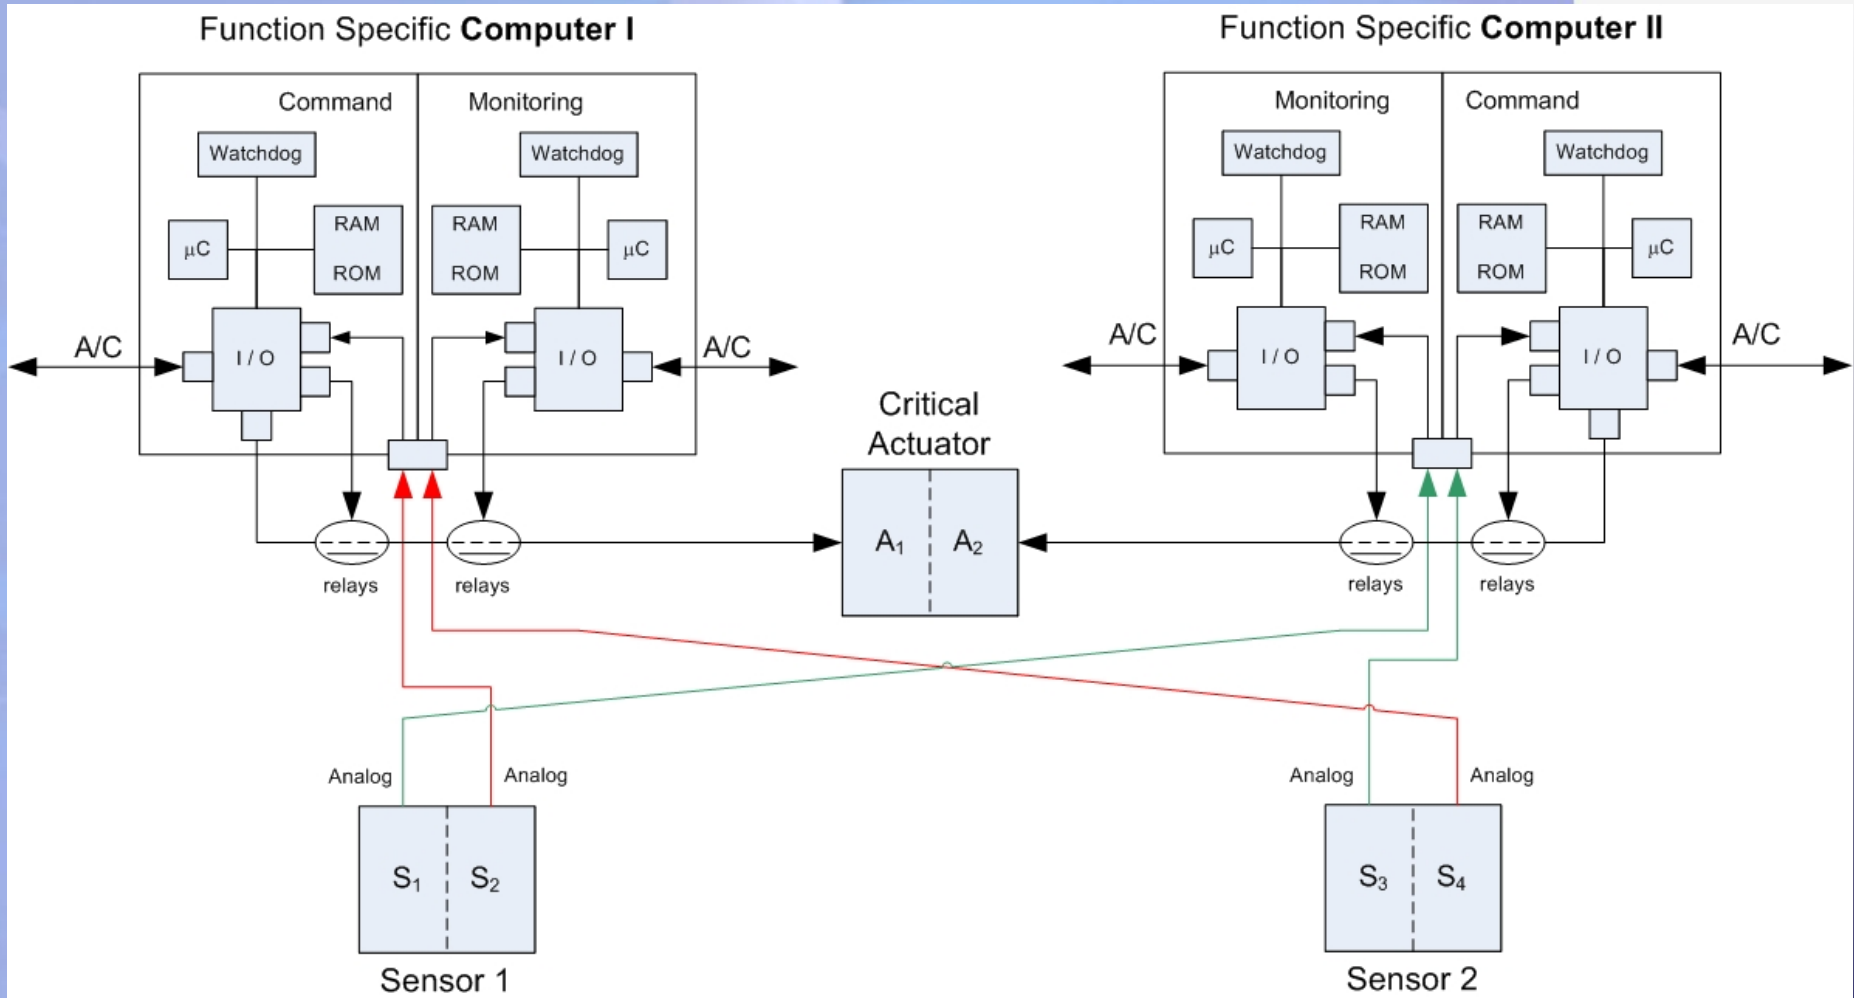 Function Specific Computer I
Function Specific Computer II
Command
Monitoring
Monitoring
Command
Watchdog
Watchdog
Watchdog
Watchdog
μC
RAM
ROM
RAM
ROM
μC
μC
RAM
ROM
RAM
ROM
μC
A/C
I / O
I / O
A/C
A/C
I / O
I / O
A/C
Critical
Actuator
A₁
A₂
relays
relays
relays
relays
Analog
Analog
Analog
Analog
S₁
S₂
S₃
S₄
Sensor 1
Sensor 2